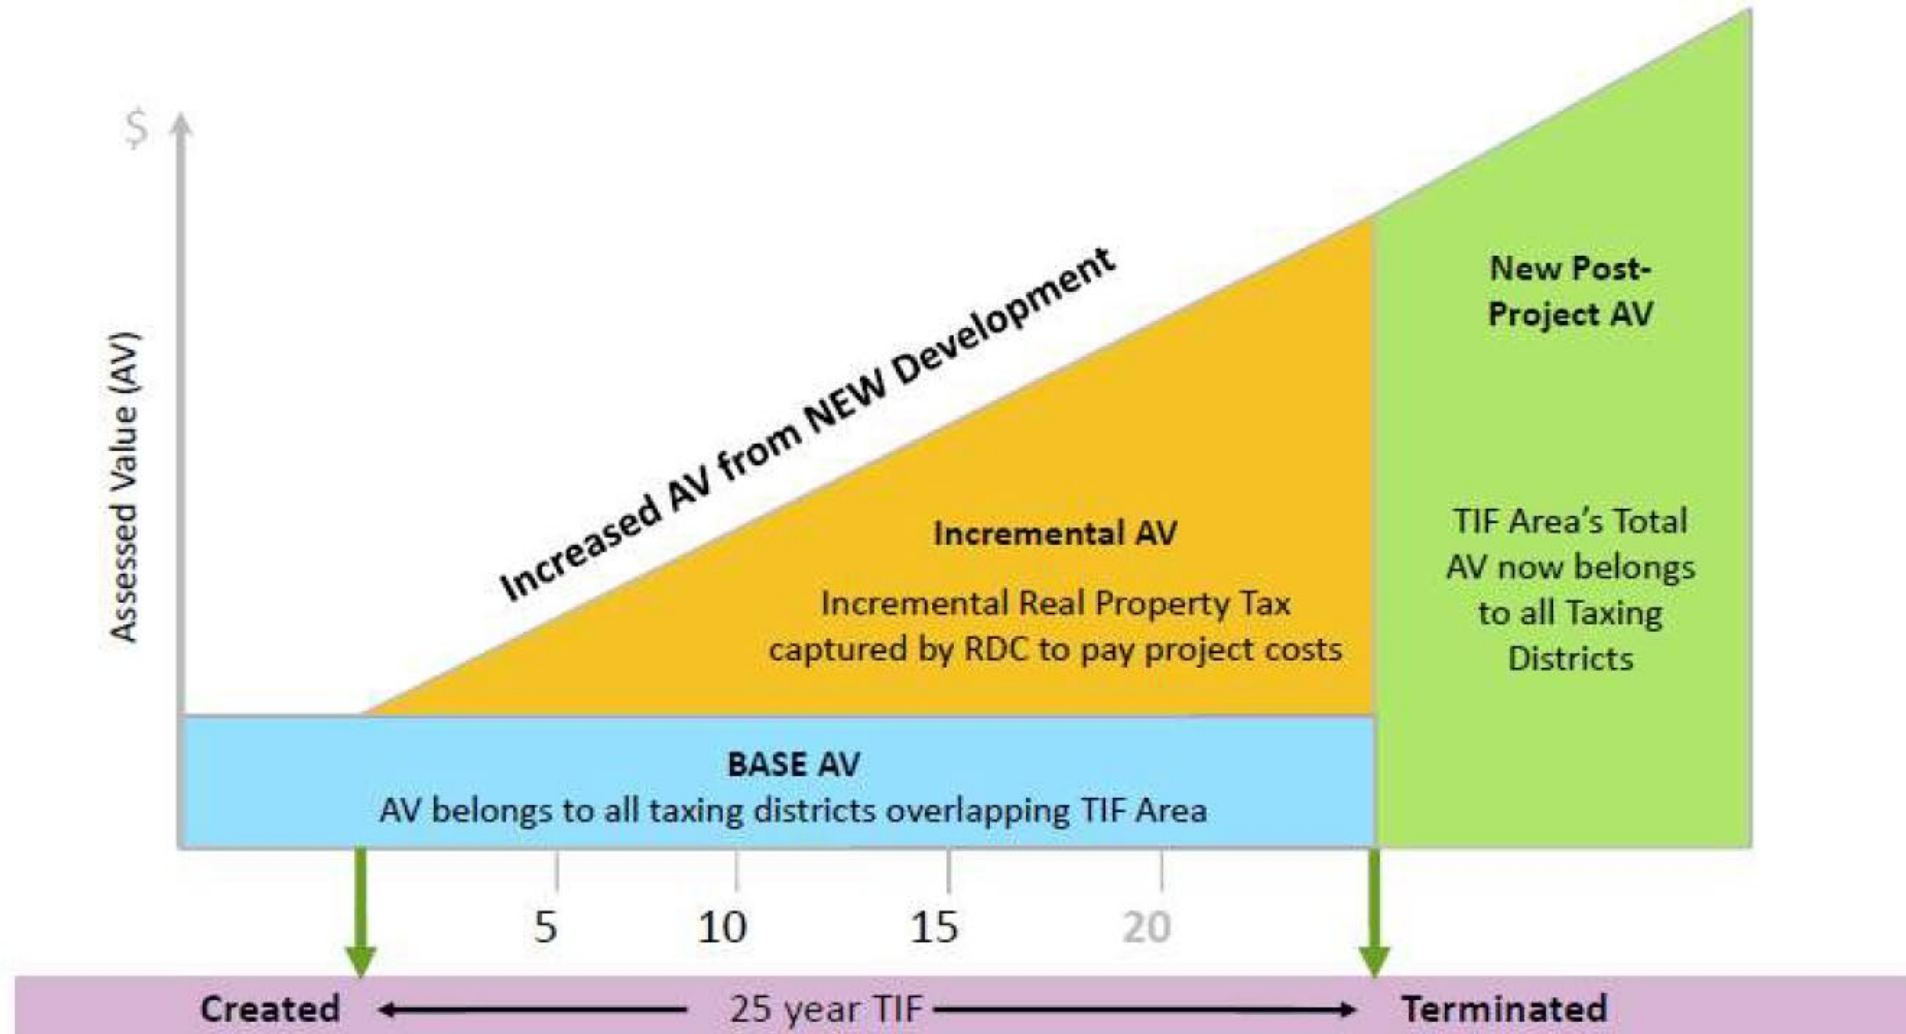 $
Assessed Value (AV)
Increased AV from NEW Development
New Post-
Project AV
Incremental AV
Incremental Real Property Tax
captured by RDC to pay project costs
TIF Area's Total
AV now belongs
to all Taxing
Districts
BASE AV
AV belongs to all taxing districts overlapping TIF Area
5 10 15 20
Created 25 year TIF Terminated